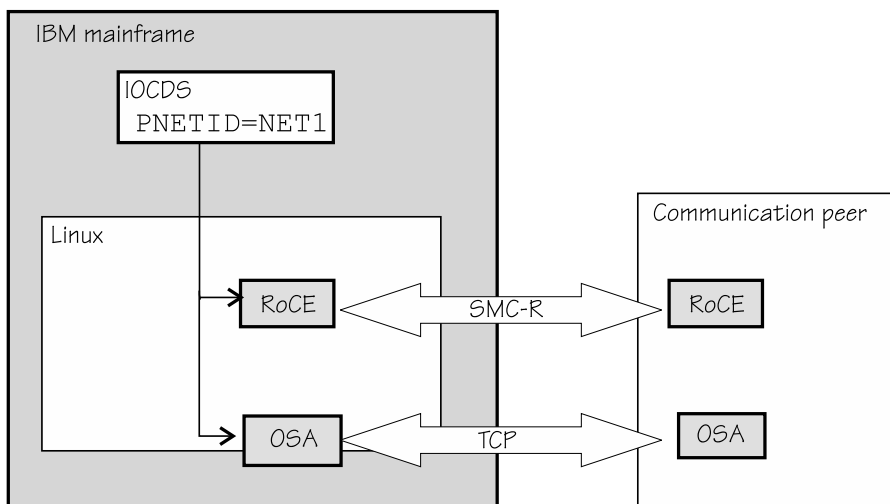 IBM mainframe
IOCDS
PNETID=NET1
Linux
Communication peer
RoCE
SMC-R
RoCE
OSA
TCP
OSA